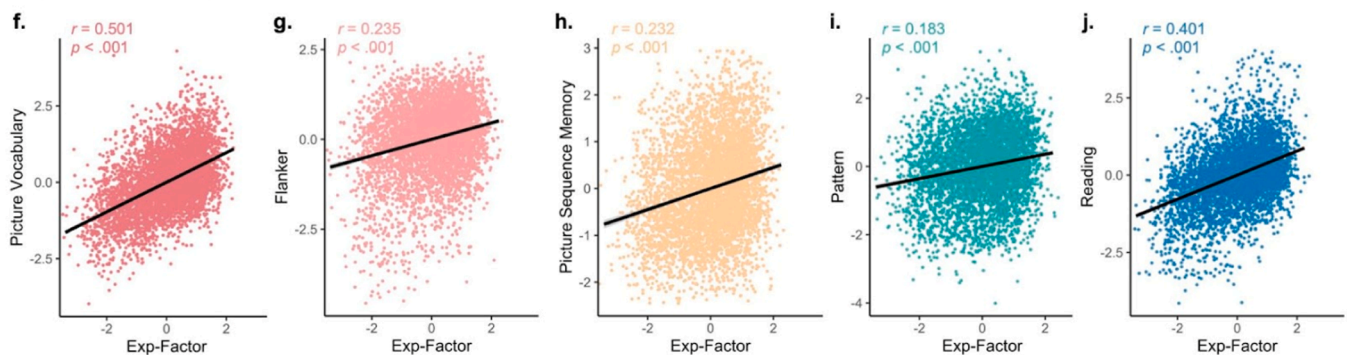 f.
r = 0.501
p < .001
Picture Vocabulary
2.5
0.0
-2.5
-2
0
2
Exp-Factor
g.
r = 0.235
p < .001
Flanker
2.5
0.0
-2.5
-2
0
2
Exp-Factor
h.
r = 0.232
p < .001
Picture Sequence Memory
3
2
1
0
-1
-2
-2
0
2
Exp-Factor
i.
r = 0.183
p < .001
Pattern
2
0
-2
-4
-2
0
2
Exp-Factor
j.
r = 0.401
p < .001
Reading
2.5
0.0
-2.5
-2
0
2
Exp-Factor